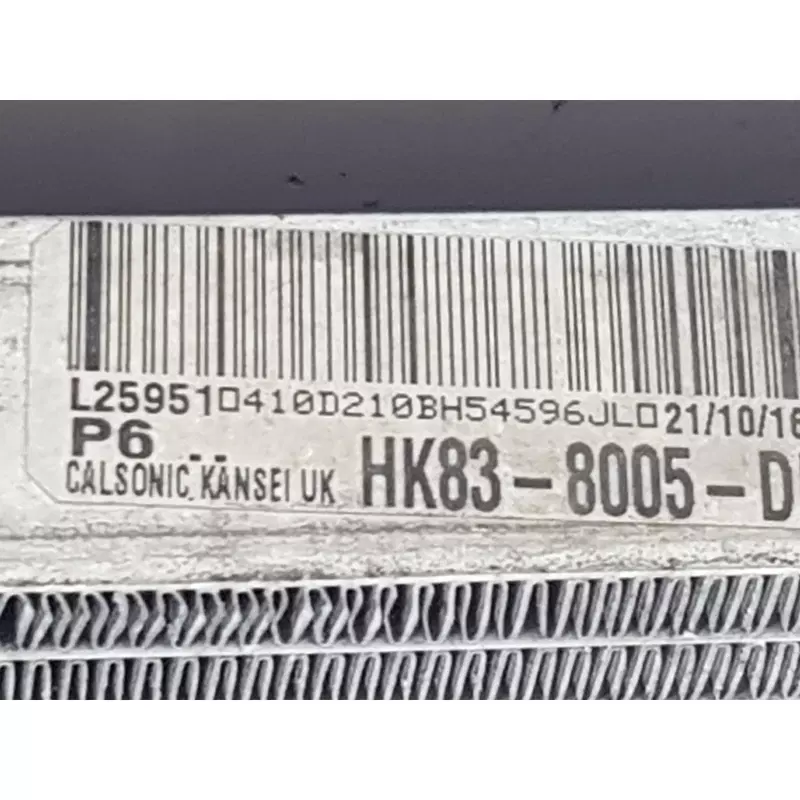 L25951□410D210BH54596JL□21/10/16
P6
CALSONIC KANSEI UK HK83-8005-D